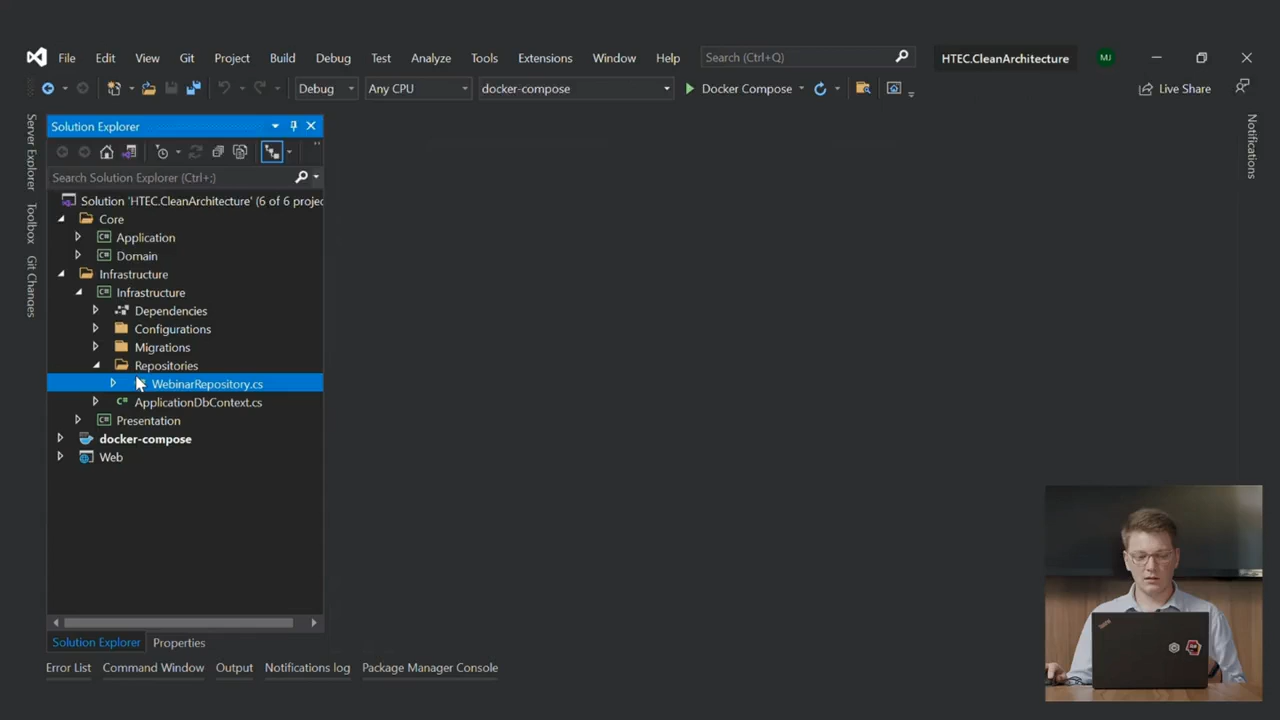 File Edit View Git Project Build Debug Test Analyze Tools Extensions Window Help Search (Ctrl+Q) HTEC.CleanArchitecture MJ
Debug Any CPU docker-compose Docker Compose Live Share
Server Explorer
Toolbox
Git Changes
Notifications
Solution Explorer
Search Solution Explorer (Ctrl+;)
Solution 'HTEC.CleanArchitecture' (6 of 6 projec
Core
C# Application
C# Domain
Infrastructure
C# Infrastructure
Dependencies
Configurations
Migrations
Repositories
WebinarRepository.cs
C# ApplicationDbContext.cs
C# Presentation
docker-compose
Web
Solution Explorer Properties
Error List Command Window Output Notifications log Package Manager Console